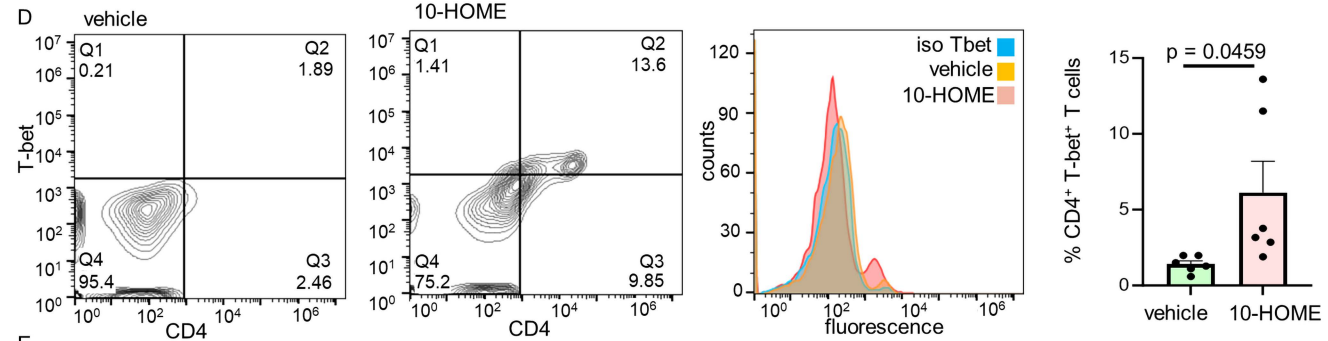 D
vehicle
10⁷
10⁶
10⁵
10⁴
10³
10²
10¹
10⁰
T-bet
Q1
0.21
Q2
1.89
Q4
95.4
Q3
2.46
10⁰ 10² 10⁴ 10⁶
CD4
10-HOME
10⁷
10⁶
10⁵
10⁴
10³
10²
10¹
10⁰
Q1
1.41
Q2
13.6
Q4
75.2
Q3
9.85
10⁰ 10² 10⁴ 10⁶
CD4
iso Tbet
vehicle
10-HOME
120
90
60
30
0
counts
10⁰ 10² 10⁴ 10⁶
fluorescence
p = 0.0459
15
10
5
0
% CD4⁺ T-bet⁺ T cells
vehicle 10-HOME